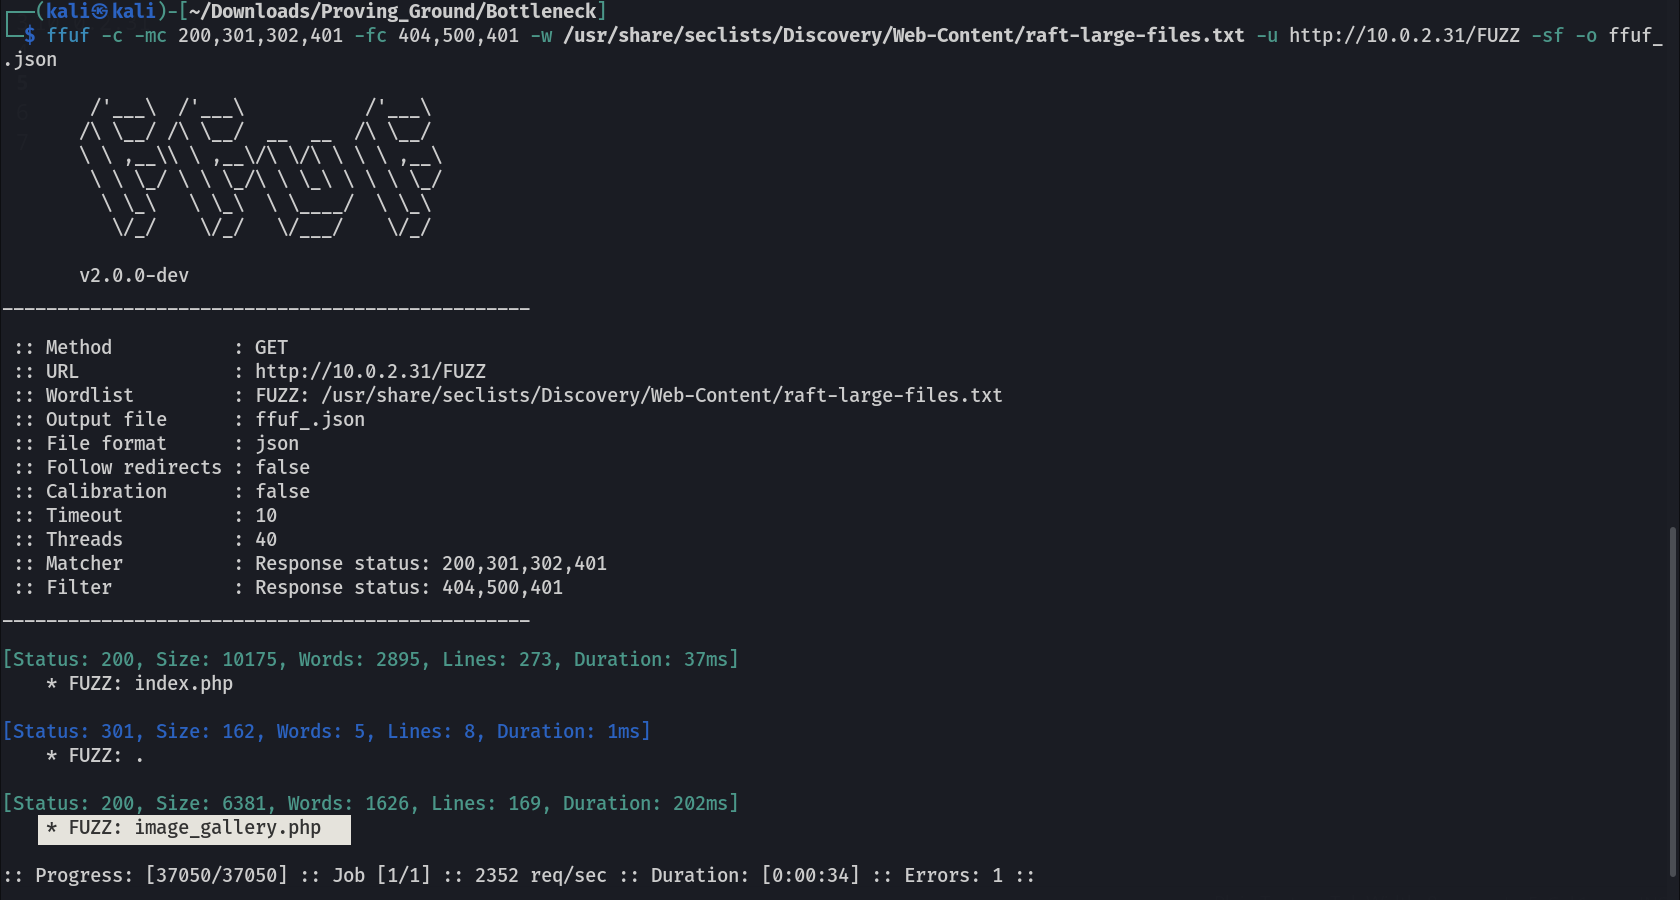 ┌──(kali㉿kali)-[~/Downloads/Proving_Ground/Bottleneck]
└─$ ffuf -c -mc 200,301,302,401 -fc 404,500,401 -w /usr/share/seclists/Discovery/Web-Content/raft-large-files.txt -u http://10.0.2.31/FUZZ -sf -o ffuf_
.json
        /'___\  /'___\           /'___\
       /\ \__/ /\ \__/  __  __  /\ \__/
       \ \ ,__\\ \ ,__\/\ \/\ \ \ \ ,__\
        \ \ \_/ \ \ \_/\ \ \_\ \ \ \ \_/
         \ \_\   \ \_\  \ \____/  \ \_\
          \/_/    \/_/   \/___/    \/_/
       v2.0.0-dev
________________________________________________
 :: Method           : GET
 :: URL              : http://10.0.2.31/FUZZ
 :: Wordlist         : FUZZ: /usr/share/seclists/Discovery/Web-Content/raft-large-files.txt
 :: Output file      : ffuf_.json
 :: File format      : json
 :: Follow redirects : false
 :: Calibration      : false
 :: Timeout          : 10
 :: Threads          : 40
 :: Matcher          : Response status: 200,301,302,401
 :: Filter           : Response status: 404,500,401
________________________________________________
[Status: 200, Size: 10175, Words: 2895, Lines: 273, Duration: 37ms]
    * FUZZ: index.php
[Status: 301, Size: 162, Words: 5, Lines: 8, Duration: 1ms]
    * FUZZ: .
[Status: 200, Size: 6381, Words: 1626, Lines: 169, Duration: 202ms]
    * FUZZ: image_gallery.php
:: Progress: [37050/37050] :: Job [1/1] :: 2352 req/sec :: Duration: [0:00:34] :: Errors: 1 ::